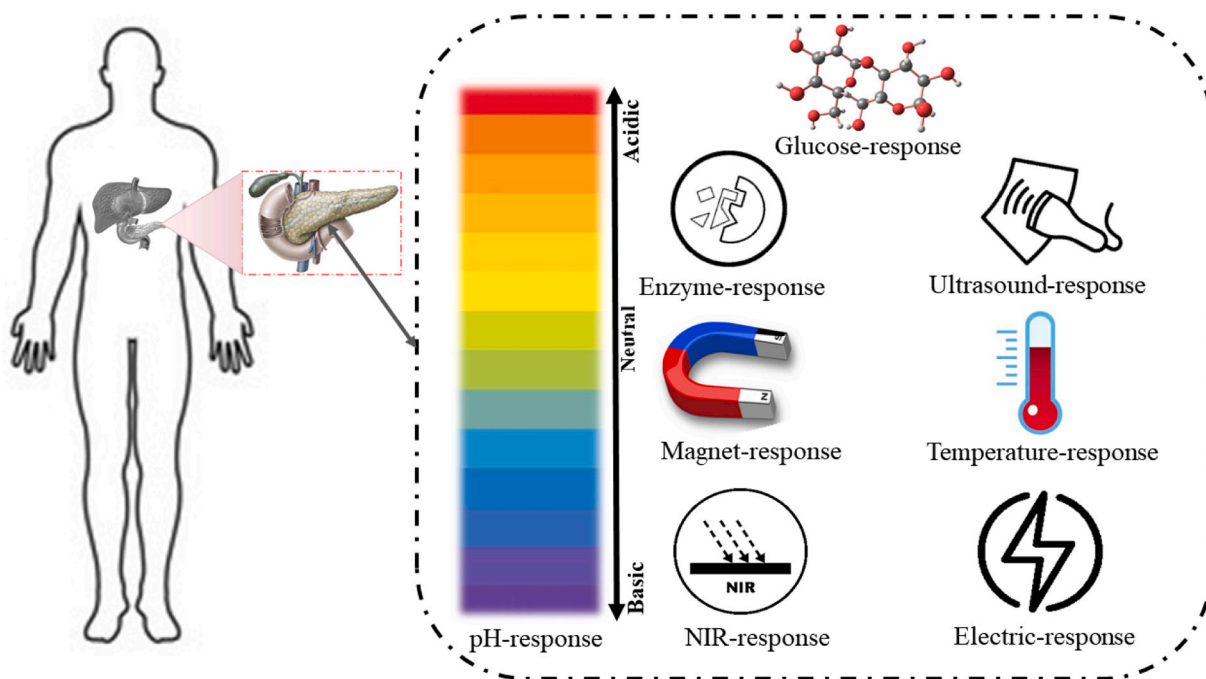 Acidic
Neutral
Basic
pH-response
Glucose-response
Enzyme-response
Ultrasound-response
S
N
Magnet-response
Temperature-response
NIR
NIR-response
Electric-response